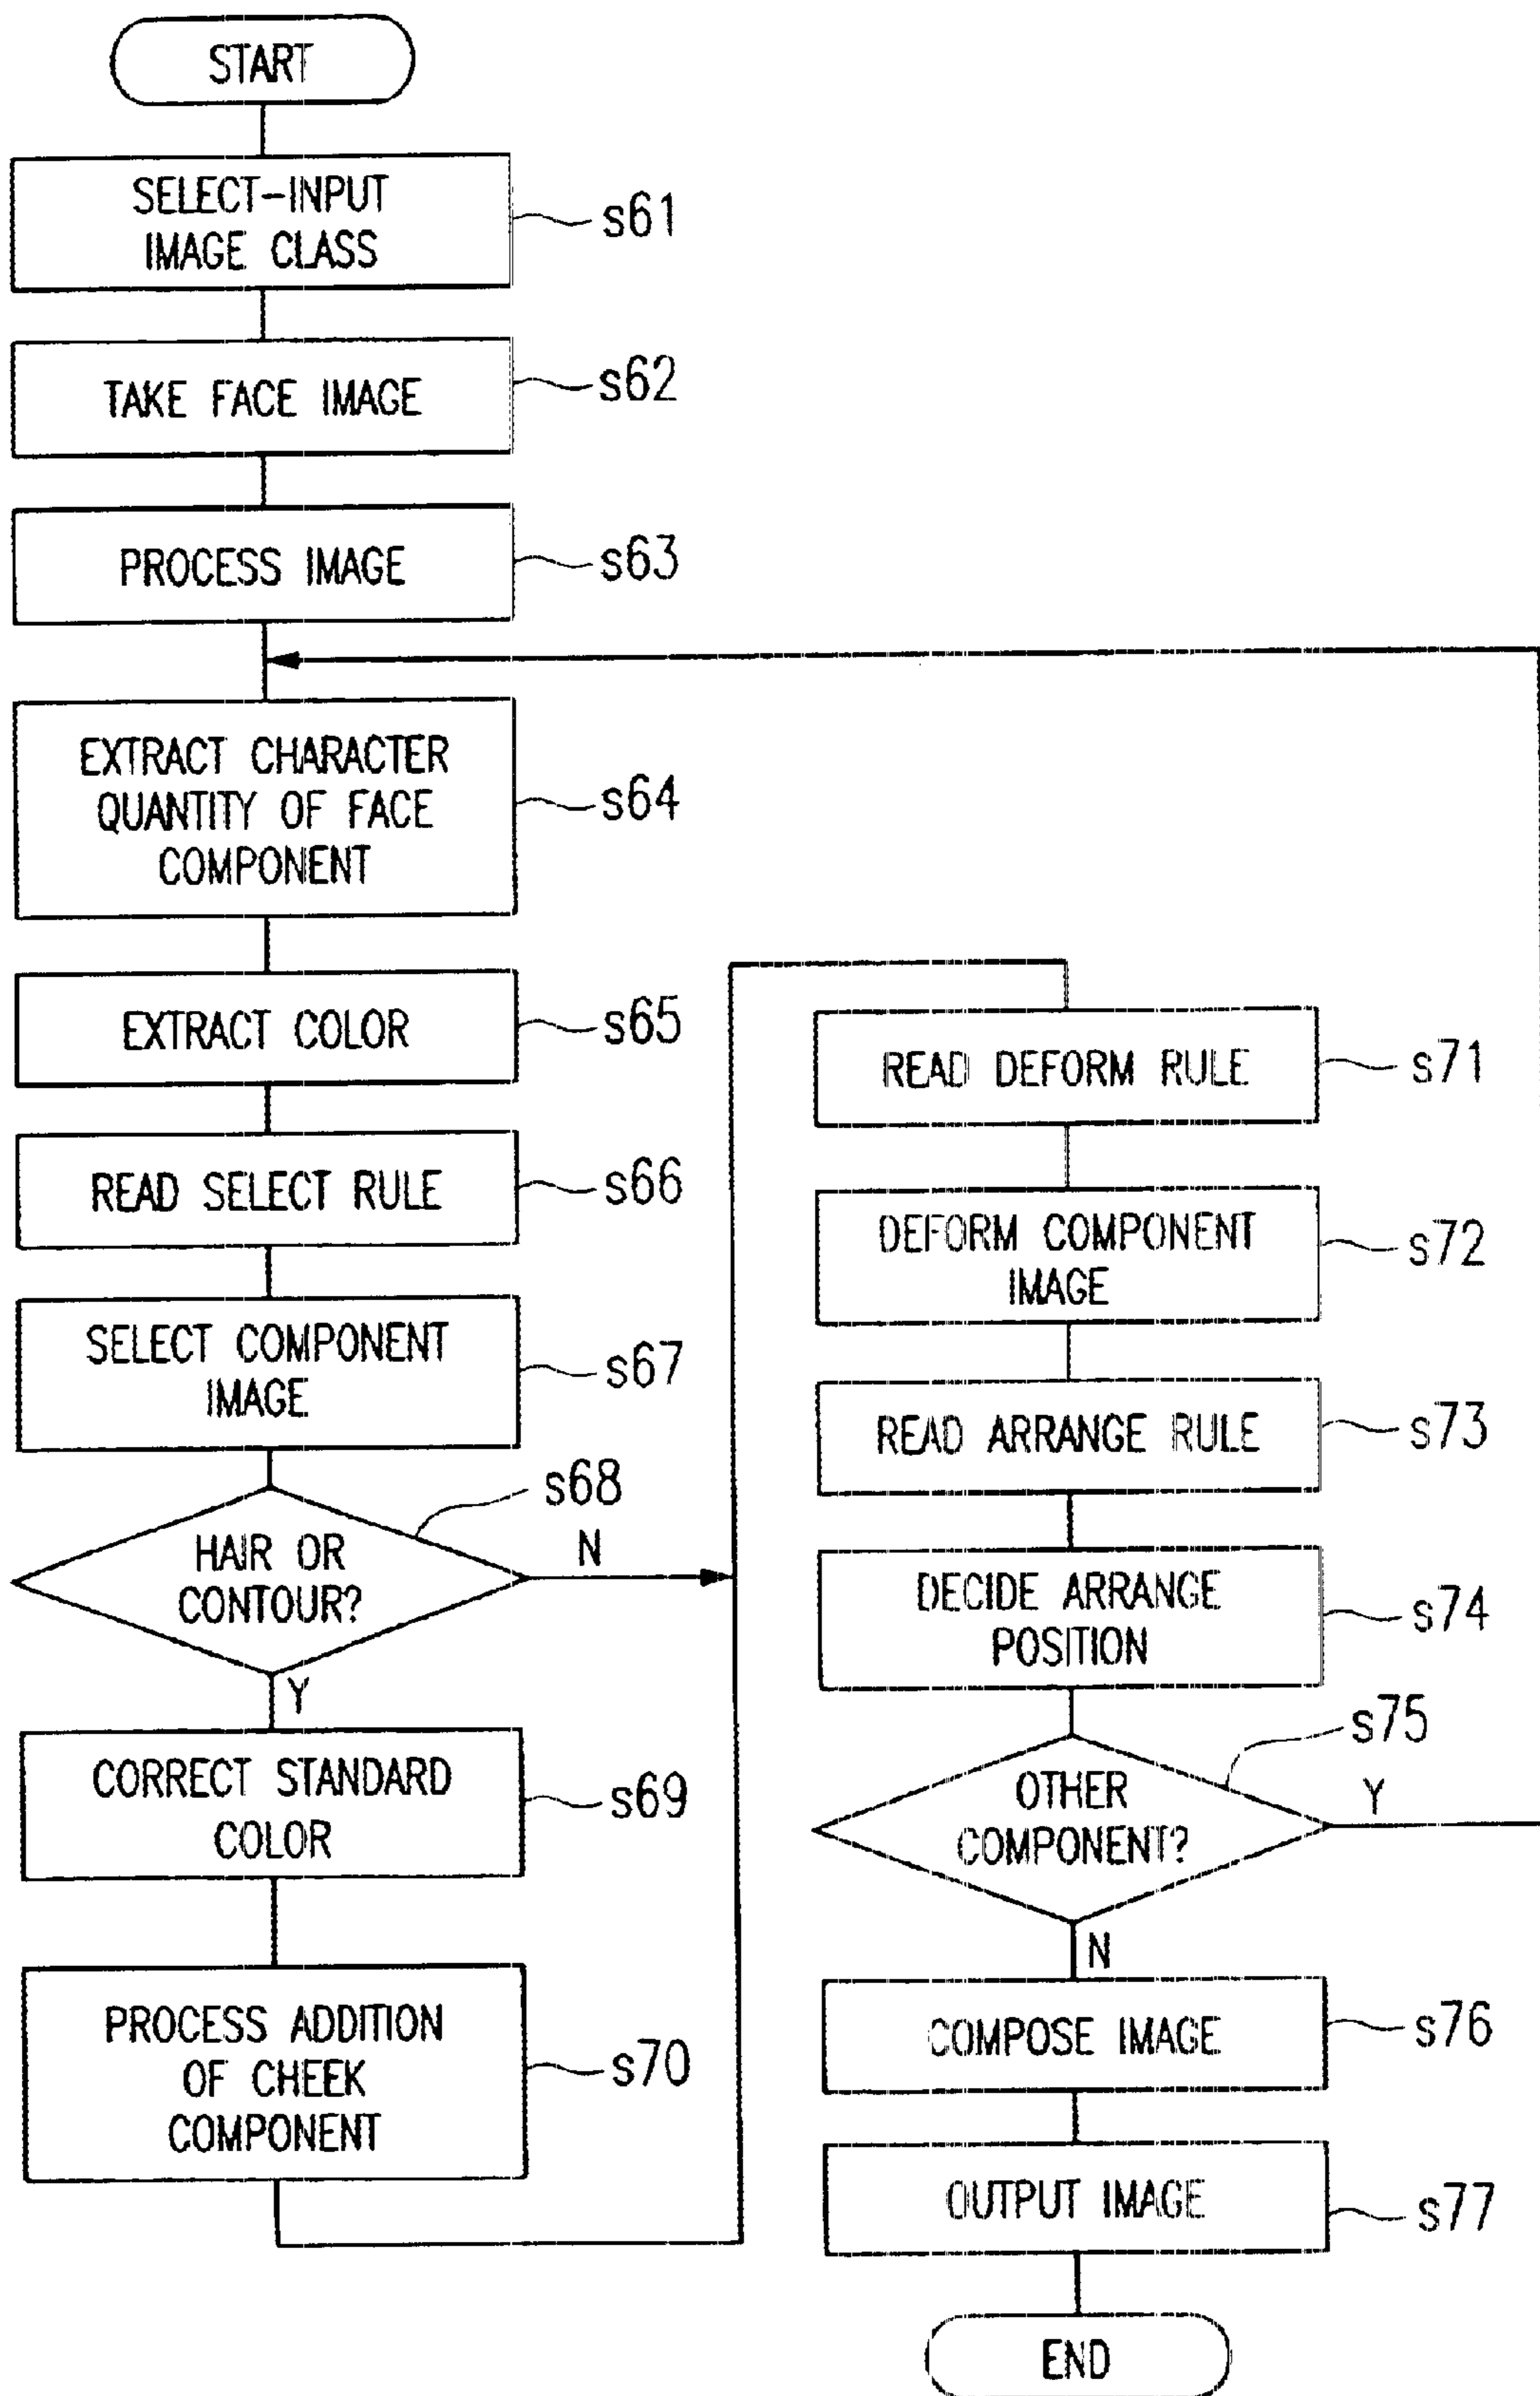 START
SELECT-INPUT
IMAGE CLASS
s61
TAKE FACE IMAGE
s62
PROCESS IMAGE
s63
EXTRACT CHARACTER
QUANTITY OF FACE
COMPONENT
s64
EXTRACT COLOR
s65
READ SELECT RULE
s66
SELECT COMPONENT
IMAGE
s67
s68
HAIR OR
CONTOUR?
N
Y
CORRECT STANDARD
COLOR
s69
PROCESS ADDITION
OF CHEEK
COMPONENT
s70
READ DEFORM RULE
s71
DEFORM COMPONENT
IMAGE
s72
READ ARRANGE RULE
s73
DECIDE ARRANGE
POSITION
s74
s75
OTHER
COMPONENT?
Y
N
COMPOSE IMAGE
s76
OUTPUT IMAGE
s77
END